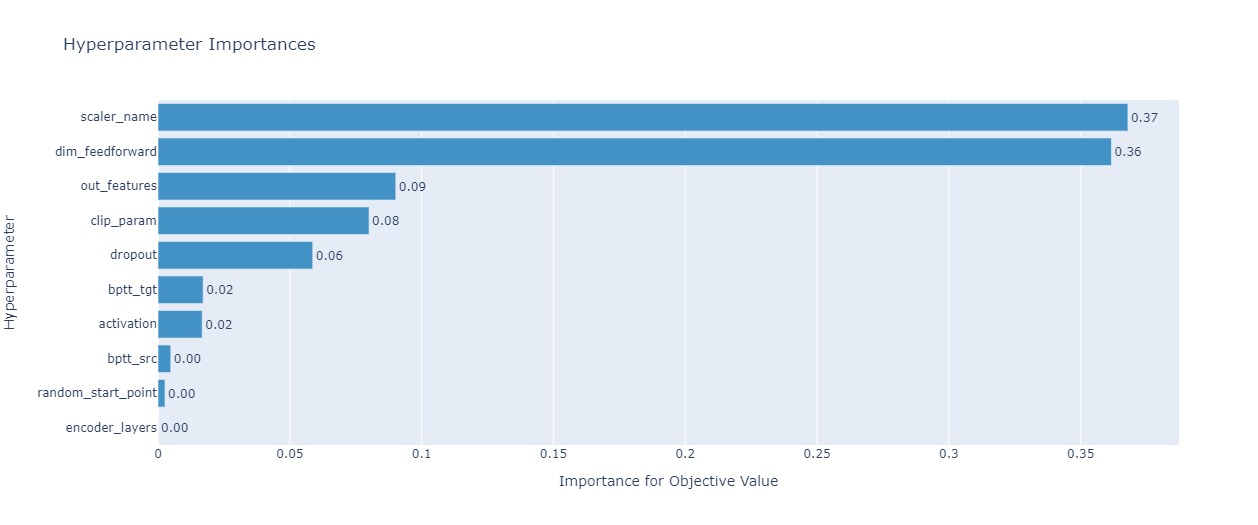 Hyperparameter Importances
Hyperparameter
scaler_name 0.37
dim_feedforward 0.36
out_features 0.09
clip_param 0.08
dropout 0.06
bptt_tgt 0.02
activation 0.02
bptt_src 0.00
random_start_point 0.00
encoder_layers 0.00
0 0.05 0.1 0.15 0.2 0.25 0.3 0.35
Importance for Objective Value